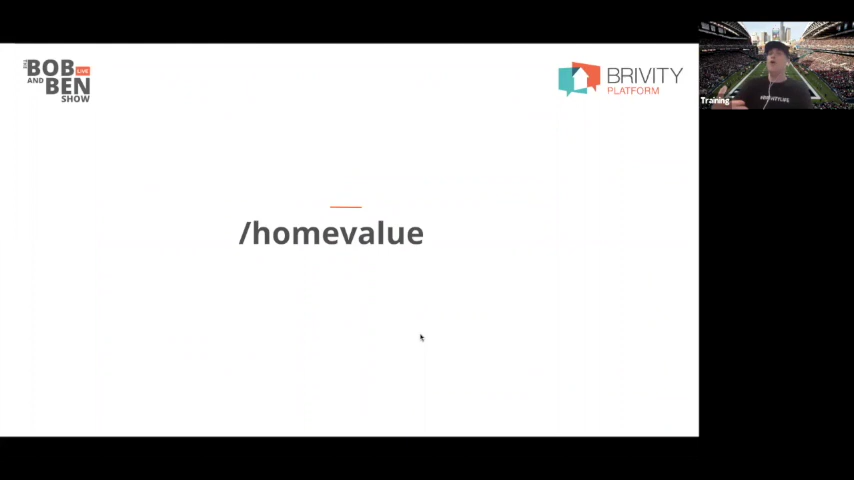 THE
BOB LIVE
AND BEN
SHOW
BRIVITY
PLATFORM
Training
/homevalue